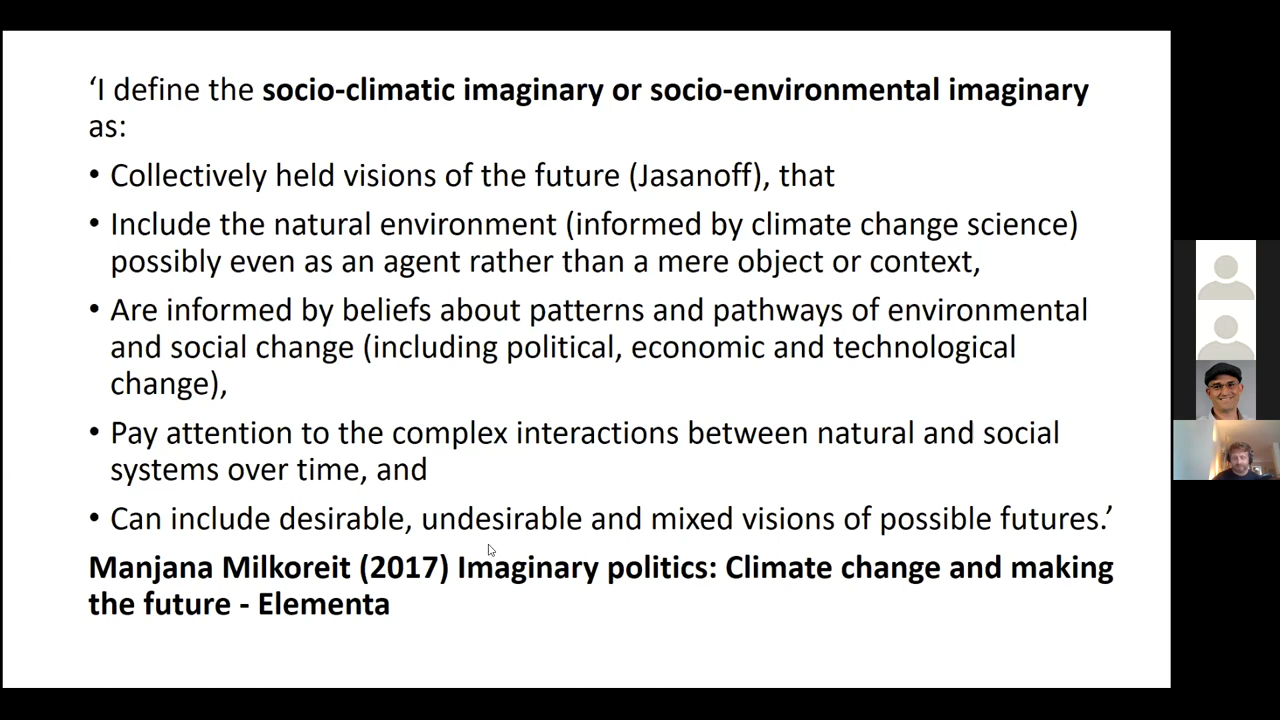 ‘I define the socio-climatic imaginary or socio-environmental imaginary
as:
• Collectively held visions of the future (Jasanoff), that
• Include the natural environment (informed by climate change science)
possibly even as an agent rather than a mere object or context,
• Are informed by beliefs about patterns and pathways of environmental
and social change (including political, economic and technological
change),
• Pay attention to the complex interactions between natural and social
systems over time, and
• Can include desirable, undesirable and mixed visions of possible futures.’
Manjana Milkoreit (2017) Imaginary politics: Climate change and making
the future - Elementa